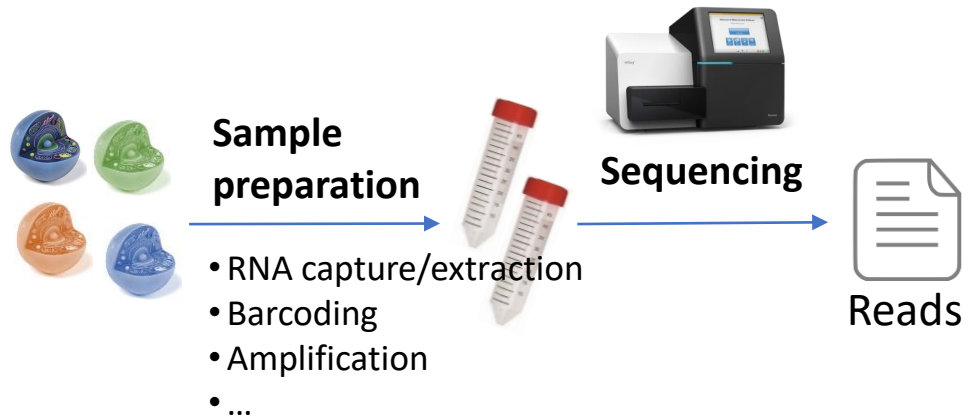 Sample
preparation
Sequencing
• RNA capture/extraction
• Barcoding
• Amplification
• …
Reads